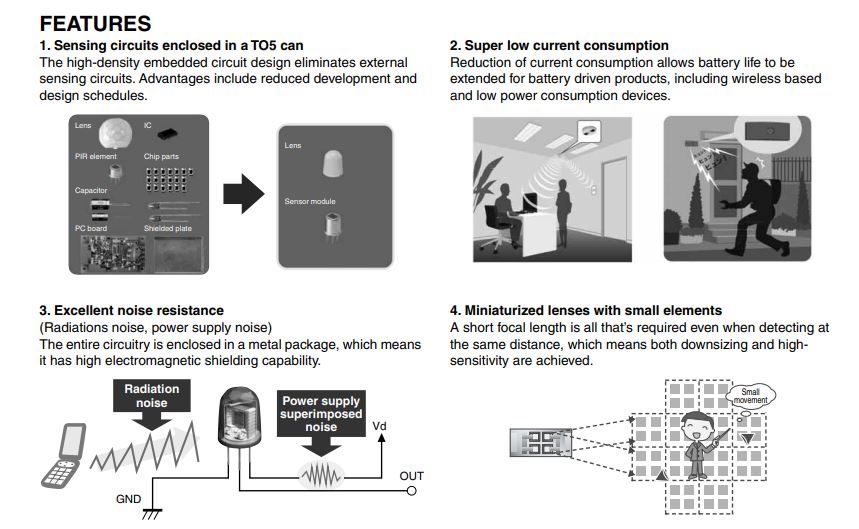 FEATURES
1. Sensing circuits enclosed in a TO5 can
The high-density embedded circuit design eliminates external
sensing circuits. Advantages include reduced development and
design schedules.
Lens
IC
PIR element
Chip parts
Capacitor
PC board
Shielded plate
Lens
Sensor module
2. Super low current consumption
Reduction of current consumption allows battery life to be
extended for battery driven products, including wireless based
and low power consumption devices.
3. Excellent noise resistance
(Radiations noise, power supply noise)
The entire circuitry is enclosed in a metal package, which means
it has high electromagnetic shielding capability.
Radiation
noise
Power supply
superimposed
noise
Vd
OUT
GND
4. Miniaturized lenses with small elements
A short focal length is all that's required even when detecting at
the same distance, which means both downsizing and high-
sensitivity are achieved.
Small
movement